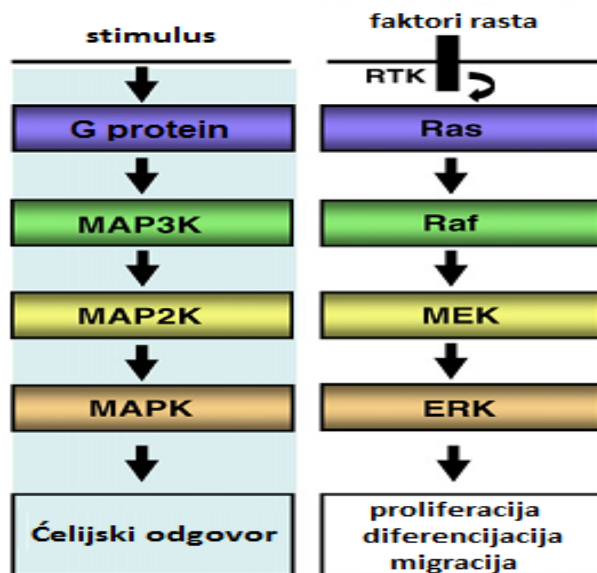 stimulus
G protein
MAP3K
MAP2K
MAPK
Ćelijski odgovor
faktori rasta
RTK
Ras
Raf
MEK
ERK
proliferacija
diferencijacija
migracija